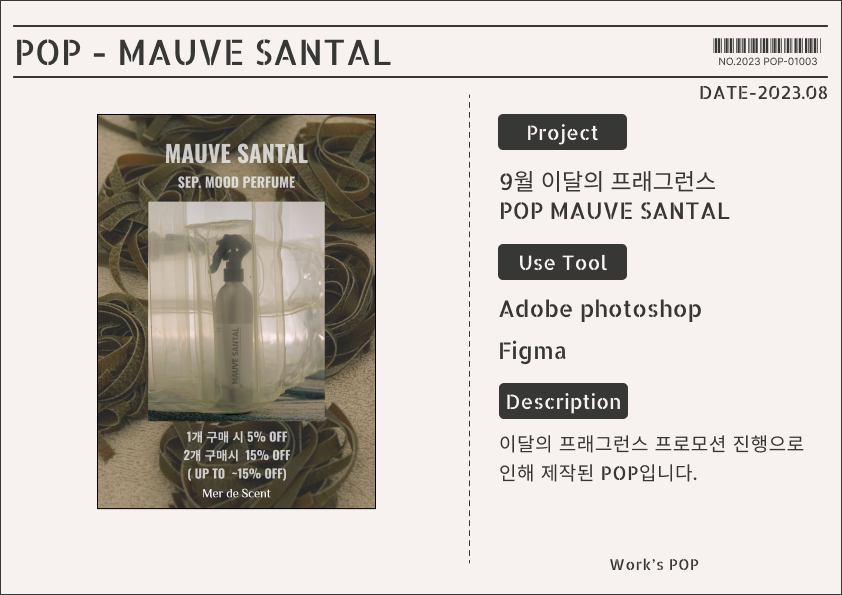 POP - MAUVE SANTAL
NO.2023 POP-01003
DATE-2023.08
MAUVE SANTAL
SEP. MOOD PERFUME
MAUVE SANTAL
1개 구매 시 5% OFF
2개 구매시 15% OFF
( UP TO ~15% OFF)
Mer de Scent
Project
9월 이달의 프래그런스
POP MAUVE SANTAL
Use Tool
Adobe photoshop
Figma
Description
이달의 프래그런스 프로모션 진행으로
인해 제작된 POP입니다.
Work's POP